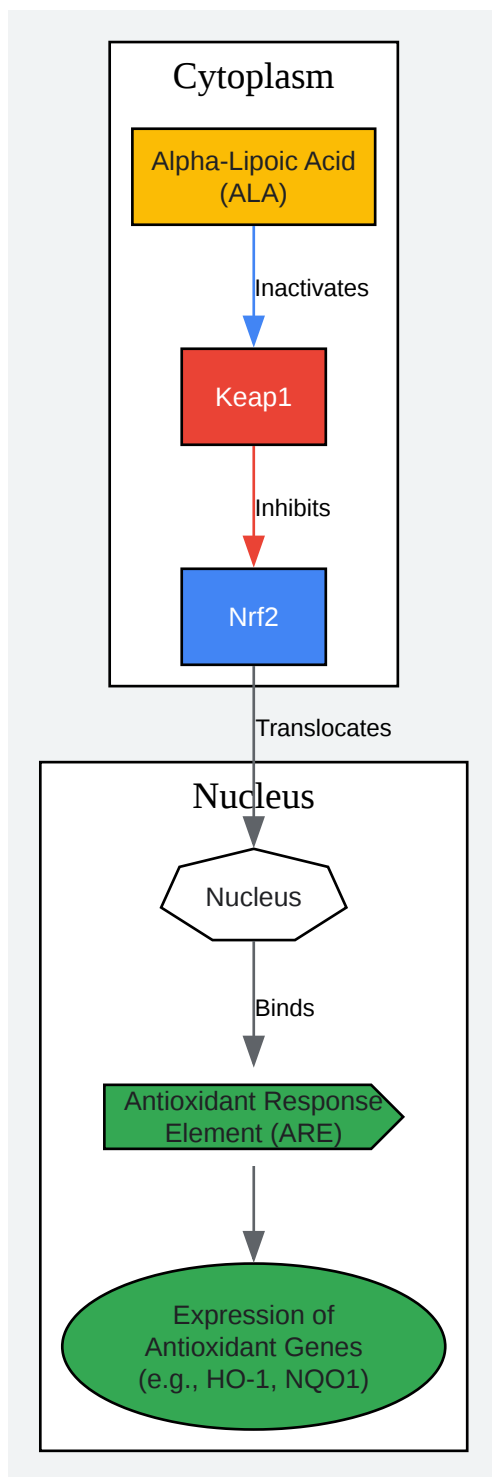 Cytoplasm
Alpha-Lipoic Acid
(ALA)
Inactivates
Keap1
Inhibits
Nrf2
Translocates
Nucleus
Nucleus
Binds
Antioxidant Response
Element (ARE)
Expression of
Antioxidant Genes
(e.g., HO-1, NQO1)